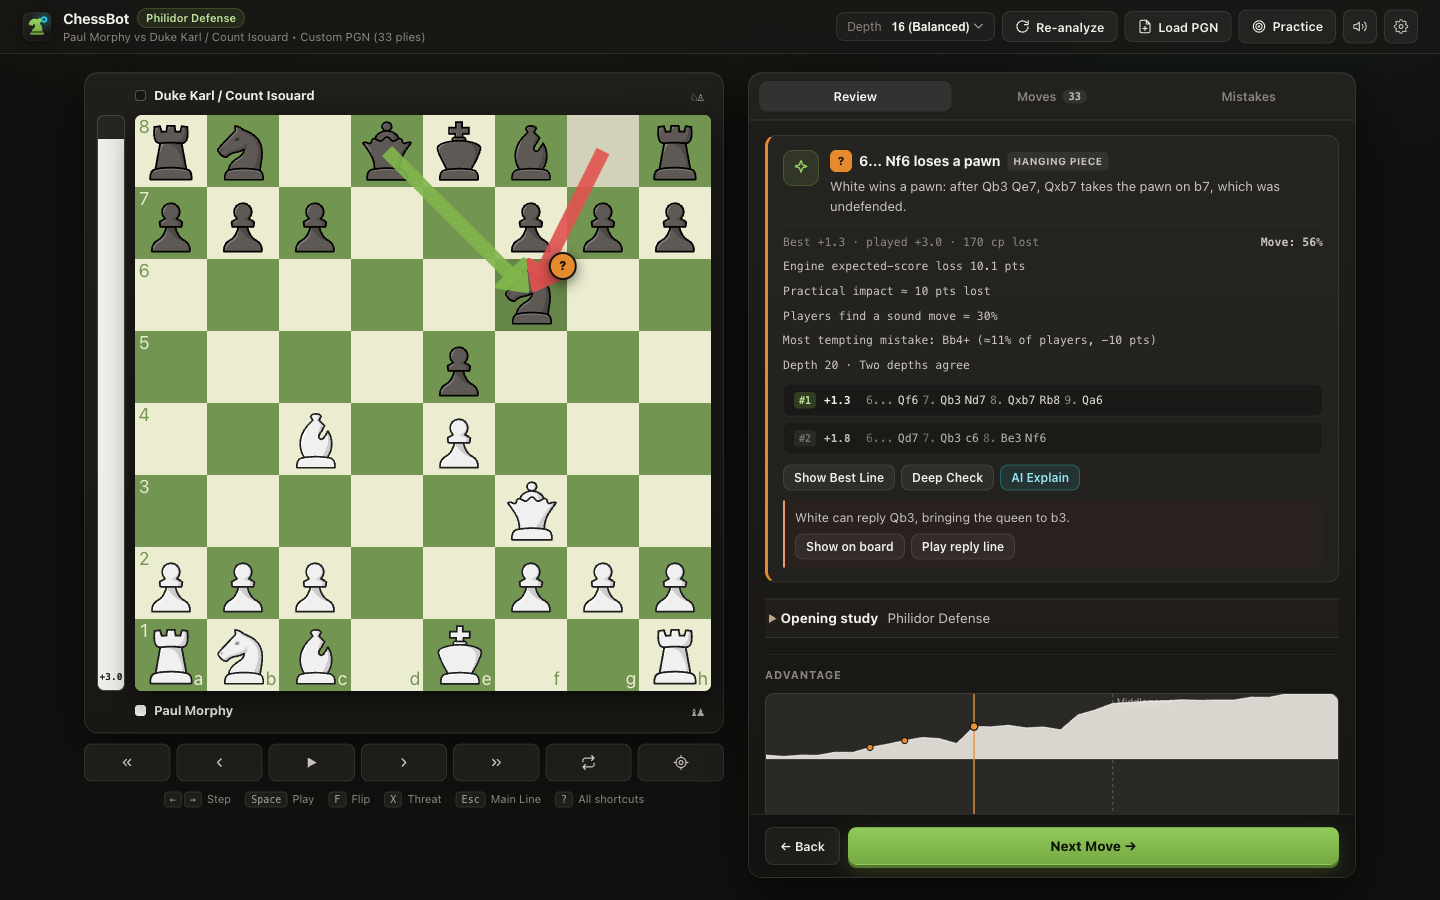 ChessBot Philidor Defense
Paul Morphy vs Duke Karl / Count Isouard • Custom PGN (33 plies)
Depth 16 (Balanced)
Re-analyze
Load PGN
Practice
Duke Karl / Count Isouard
8
7
6
5
4
3
2
1
a b c d e f g h
+3.0
Paul Morphy
← → Step Space Play F Flip X Threat Esc Main Line ? All shortcuts
Review
Moves 33
Mistakes
? 6... Nf6 loses a pawn HANGING PIECE
White wins a pawn: after Qb3 Qe7, Qxb7 takes the pawn on b7, which was
undefended.
Best +1.3 · played +3.0 · 170 cp lost Move: 56%
Engine expected-score loss 10.1 pts
Practical impact ≈ 10 pts lost
Players find a sound move ≈ 30%
Most tempting mistake: Bb4+ (≈11% of players, −10 pts)
Depth 20 · Two depths agree
#1 +1.3 6... Qf6 7. Qb3 Nd7 8. Qxb7 Rb8 9. Qa6
#2 +1.8 6... Qd7 7. Qb3 c6 8. Be3 Nf6
Show Best Line
Deep Check
AI Explain
White can reply Qb3, bringing the queen to b3.
Show on board
Play reply line
Opening study Philidor Defense
ADVANTAGE
Middlegame
← Back
Next Move →
?